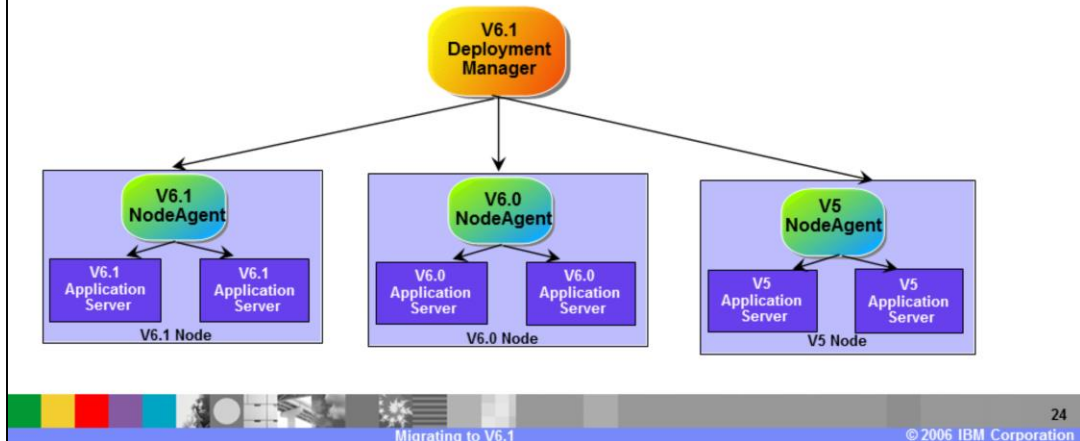 V6.1
Deployment
Manager
V6.1
NodeAgent
V6.1
Application
Server
V6.1
Application
Server
V6.1 Node
V6.0
NodeAgent
V6.0
Application
Server
V6.0
Application
Server
V6.0 Node
V5
NodeAgent
V5
Application
Server
V5
Application
Server
V5 Node
24
Migrating to V6.1
© 2006 IBM Corporation